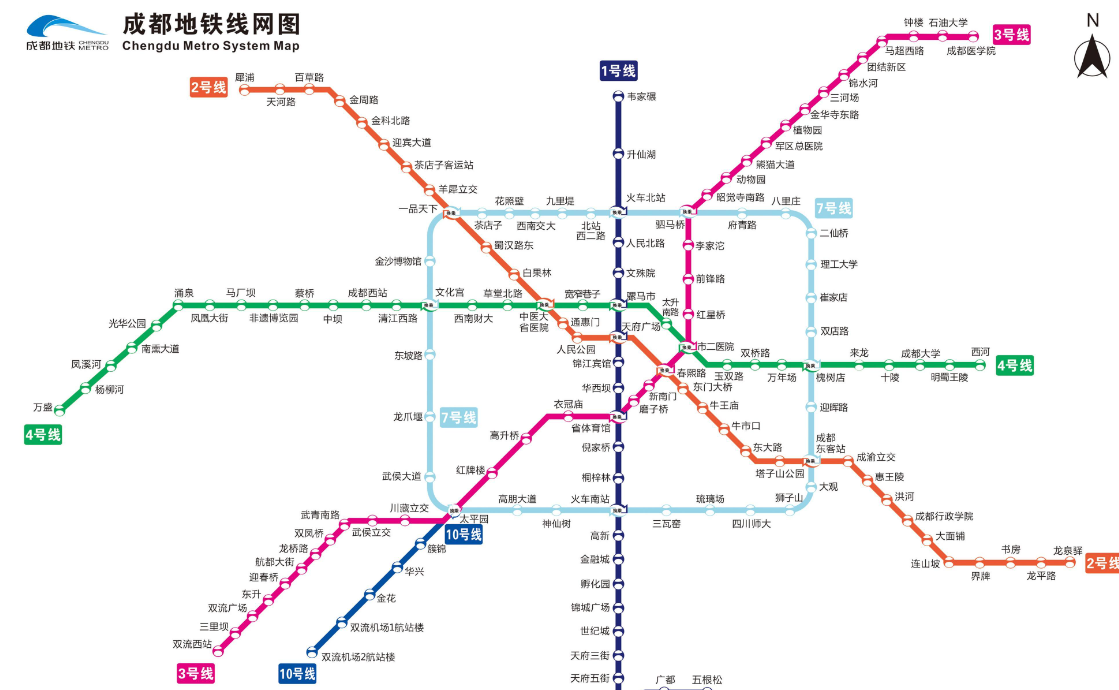 成都地铁 CHENGDU METRO
成都地铁线网图
Chengdu Metro System Map
N
钟楼 石油大学
3号线
马超西路
成都医学院
团结新区
锦水河
三河场
金华寺东路
植物园
军区总医院
熊猫大道
动物园
昭觉寺南路
1号线
韦家碾
升仙湖
火车北站
2号线
犀浦
百草路
天河路
金周路
金科北路
迎宾大道
茶店子客运站
羊犀立交
一品天下
花照壁
九里堤
茶店子
西南交大
北站
西二路
驷马桥
府青路
八里庄
7号线
人民北路
李家沱
二仙桥
金沙博物馆
蜀汉路东
白果林
文殊院
前锋路
理工大学
涌泉
马厂坝
蔡桥
成都西站
文化宫
草堂北路
宽窄巷子
骡马市
太升
南路
崔家店
光华公园
凤凰大街
非遗博览园
中坝
清江西路
西南财大
中医大
省医院
通惠门
天府广场
红星桥
双店路
南熏大道
凤溪河
杨柳河
万盛
4号线
东坡路
人民公园
锦江宾馆
市二医院
春熙路
双桥路
玉双路
万年场
槐树店
来龙
十陵
成都大学
明蜀王陵
西河
4号线
华西坝
新南门
磨子桥
东门大桥
牛王庙
牛市口
东大路
迎晖路
龙爪堰
7号线
衣冠庙
高升桥
省体育馆
倪家桥
成都
东客站
成渝立交
塔子山公园
惠王陵
洪河
成都行政学院
大面铺
连山坡
界牌
书房
龙平路
龙泉驿
2号线
武侯大道
红牌楼
桐梓林
大观
狮子山
高朋大道
火车南站
琉璃场
神仙树
三瓦窑
四川师大
太平园
10号线
武青南路
川藏立交
武侯立交
双凤桥
龙桥路
航都大街
迎春桥
东升
双流广场
三里坝
双流西站
3号线
簇锦
华兴
金花
双流机场1航站楼
双流机场2航站楼
10号线
高新
金融城
孵化园
锦城广场
世纪城
天府三街
天府五街
广都
五根松